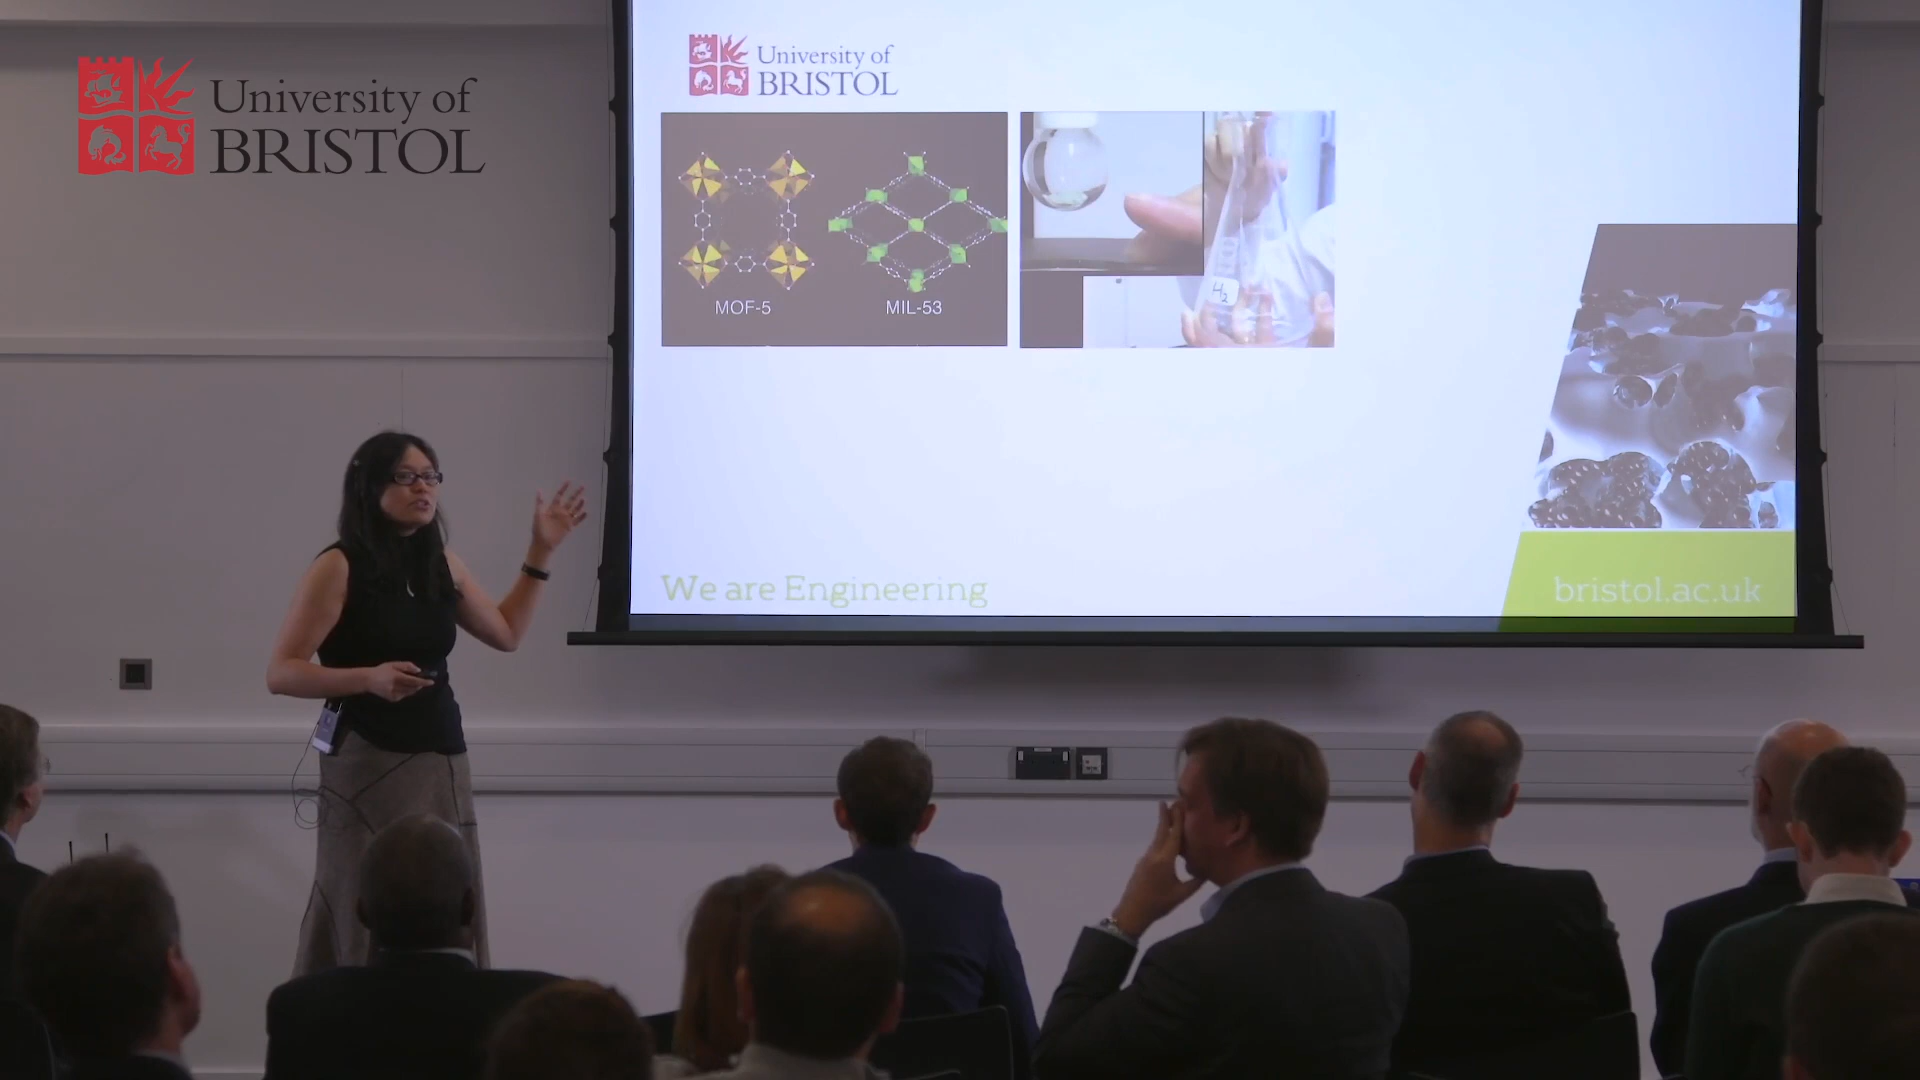 University of
BRISTOL
University of
BRISTOL
MOF-5
MIL-53
H2
We are Engineering
bristol.ac.uk